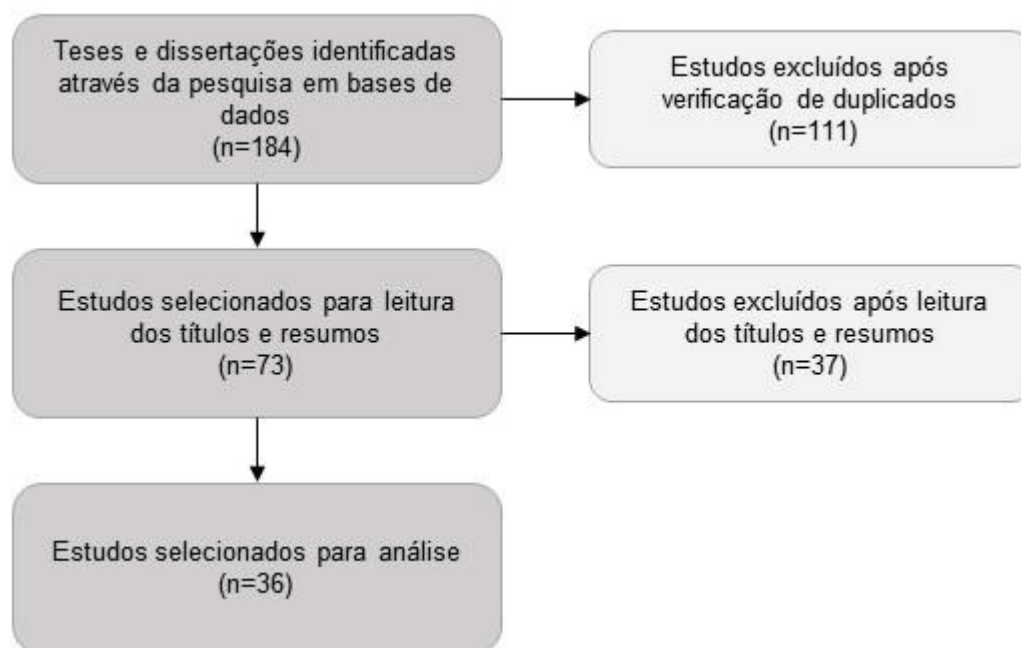 Teses e dissertações identificadas
através da pesquisa em bases de
dados
(n=184)
Estudos excluídos após
verificação de duplicados
(n=111)
Estudos selecionados para leitura
dos títulos e resumos
(n=73)
Estudos excluídos após leitura
dos títulos e resumos
(n=37)
Estudos selecionados para análise
(n=36)